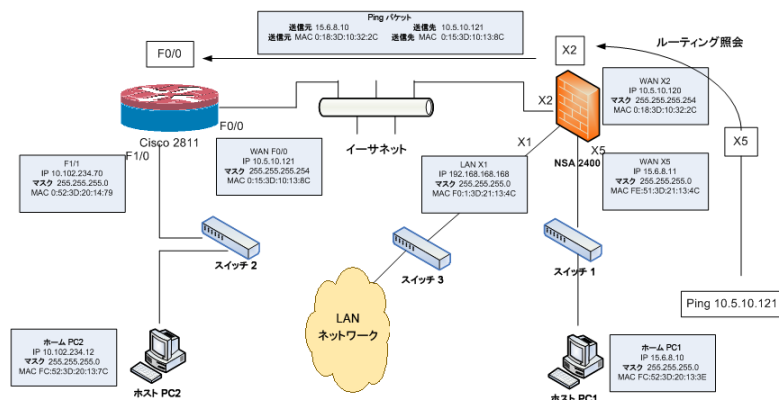 Ping パケット
送信元 15.6.8.10 送信先 10.5.10.121
送信元 MAC 0:18:3D:10:32:2C 送信先 MAC 0:15:3D:10:13:8C
F0/0
X2
ルーティング照会
WAN X2
IP 10.5.10.120
マスク 255.255.255.254
MAC 0:18:3D:10:32:2C
X2
F0/0
Cisco 2811
イーサネット
X1
X5
NSA 2400
X5
F1/0
F1/1
IP 10.102.234.70
マスク 255.255.255.0
MAC 0:52:3D:20:14:79
WAN F0/0
IP 10.5.10.121
マスク 255.255.255.254
MAC 0:15:3D:10:13:8C
LAN X1
IP 192.168.168.168
マスク 255.255.255.0
MAC F0:1:3D:21:13:4C
WAN X5
IP 15.6.8.11
マスク 255.255.255.0
MAC FE:51:3D:21:13:4C
スイッチ 2
スイッチ 3
スイッチ 1
LAN
ネットワーク
Ping 10.5.10.121
ホーム PC2
IP 10.102.234.12
マスク 255.255.255.0
MAC FC:52:3D:20:13:7C
ホスト PC2
ホーム PC1
IP 15.6.8.10
マスク 255.255.255.0
MAC FC:52:3D:20:13:3E
ホスト PC1